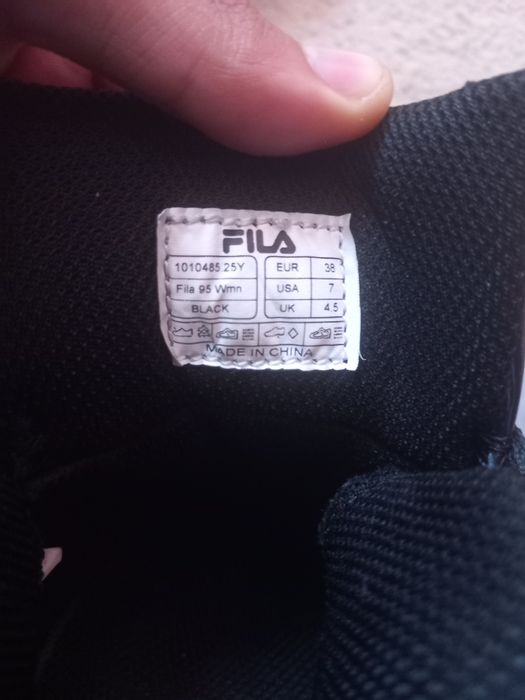 FILA
1010485.25Y EUR 38
Fila 95 Wmn USA 7
BLACK UK 4.5
MADE IN CHINA